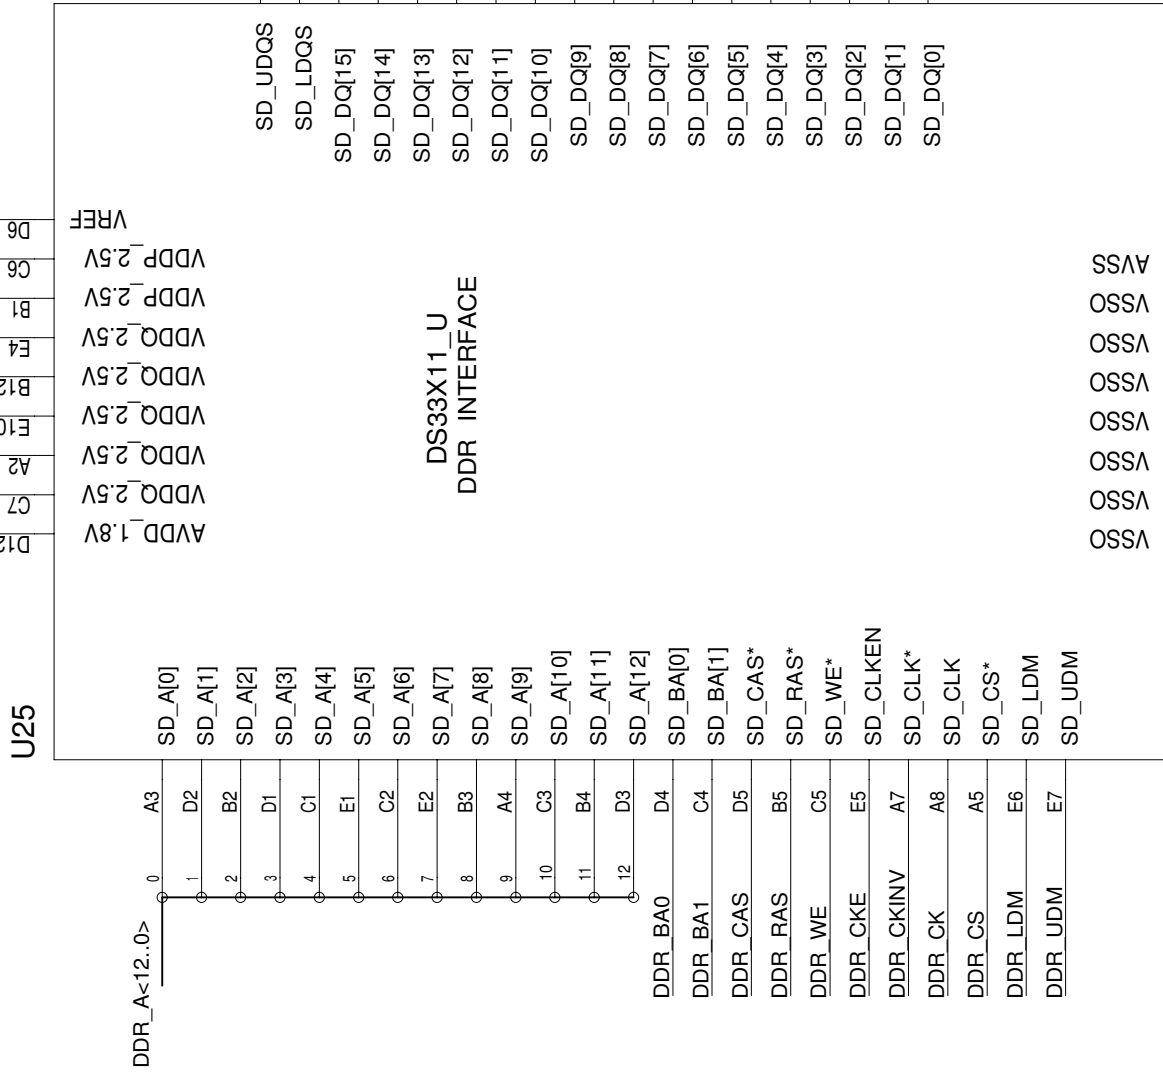 SD_UDQS
SD_LDQS
SD_DQ[15]
SD_DQ[14]
SD_DQ[13]
SD_DQ[12]
SD_DQ[11]
SD_DQ[10]
SD_DQ[9]
SD_DQ[8]
SD_DQ[7]
SD_DQ[6]
SD_DQ[5]
SD_DQ[4]
SD_DQ[3]
SD_DQ[2]
SD_DQ[1]
SD_DQ[0]
D6 VREF
C6 VDDP_2.5V
B1 VDDP_2.5V
E4 VDDQ_2.5V
B12 VDDQ_2.5V
E10 VDDQ_2.5V
A2 VDDQ_2.5V
C7 VDDQ_2.5V
D12 AVDD_1.8V
DS33X11_U
DDR INTERFACE
AVSS
VSSO
VSSO
VSSO
VSSO
VSSO
VSSO
VSSO
U25
SD_A[0]
SD_A[1]
SD_A[2]
SD_A[3]
SD_A[4]
SD_A[5]
SD_A[6]
SD_A[7]
SD_A[8]
SD_A[9]
SD_A[10]
SD_A[11]
SD_A[12]
SD_BA[0]
SD_BA[1]
SD_CAS*
SD_RAS*
SD_WE*
SD_CLKEN
SD_CLK*
SD_CLK
SD_CS*
SD_LDM
SD_UDM
A3
D2
B2
D1
C1
E1
C2
E2
B3
A4
C3
B4
D3
D4
C4
D5
B5
C5
E5
A7
A8
A5
E6
E7
0
1
2
3
4
5
6
7
8
9
10
11
12
DDR_A<12..0>
DDR_BA0
DDR_BA1
DDR_CAS
DDR_RAS
DDR_WE
DDR_CKE
DDR_CKINV
DDR_CK
DDR_CS
DDR_LDM
DDR_UDM